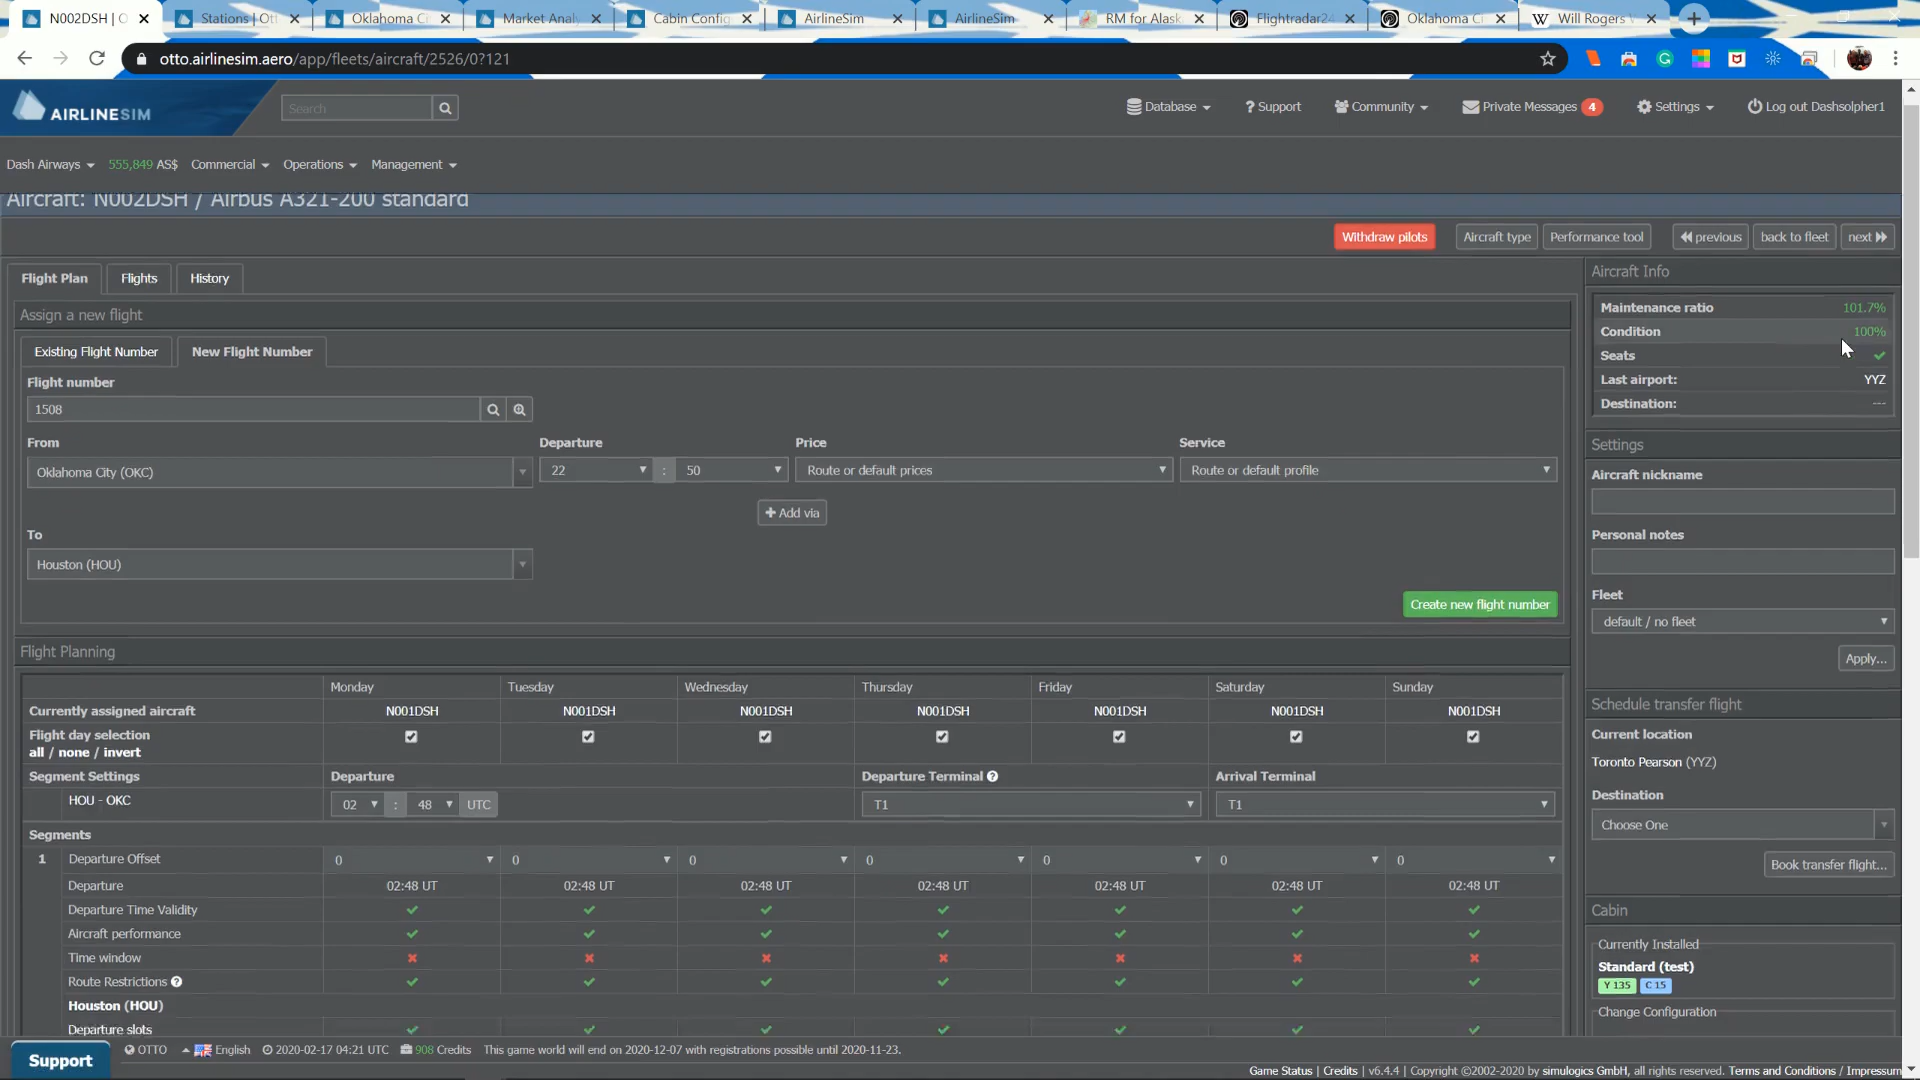 N002DSH | O
Stations | Ott
Oklahoma Ci
Market Analy
Cabin Config
AirlineSim
AirlineSim
RM for Alask
Flightradar24
Oklahoma Ci
Will Rogers
otto.airlinesim.aero/app/fleets/aircraft/2526/0?121
AIRLINESIM
Search
Database
? Support
Community
Private Messages 4
Settings
Log out Dashsolpher1
Dash Airways
555,849 AS$
Commercial
Operations
Management
Aircraft: N002DSH / Airbus A321-200 standard
Withdraw pilots
Aircraft type
Performance tool
previous
back to fleet
next
Flight Plan
Flights
History
Assign a new flight
Existing Flight Number
New Flight Number
Flight number
1508
From
Departure
Price
Service
Oklahoma City (OKC)
22 : 50
Route or default prices
Route or default profile
+ Add via
To
Houston (HOU)
Create new flight number
Flight Planning
Monday Tuesday Wednesday Thursday Friday Saturday Sunday
Currently assigned aircraft N001DSH N001DSH N001DSH N001DSH N001DSH N001DSH N001DSH
Flight day selection
all / none / invert
Segment Settings Departure Departure Terminal ? Arrival Terminal
HOU - OKC 02 : 48 UTC T1 T1
Segments
1 Departure Offset 0 0 0 0 0 0 0
Departure 02:48 UT 02:48 UT 02:48 UT 02:48 UT 02:48 UT 02:48 UT 02:48 UT
Departure Time Validity
Aircraft performance
Time window
Route Restrictions ?
Houston (HOU)
Departure slots
Aircraft Info
Maintenance ratio 101.7%
Condition 100%
Seats
Last airport: YYZ
Destination: ---
Settings
Aircraft nickname
Personal notes
Fleet
default / no fleet
Apply...
Schedule transfer flight
Current location
Toronto Pearson (YYZ)
Destination
Choose One
Book transfer flight...
Cabin
Currently Installed
Standard (test)
Y 135 C 15
Change Configuration
Support
OTTO
English
2020-02-17 04:21 UTC
908 Credits
This game world will end on 2020-12-07 with registrations possible until 2020-11-23.
Game Status | Credits | v6.4.4 | Copyright ©2002-2020 by simulogics GmbH, all rights reserved. Terms and Conditions / Impressum